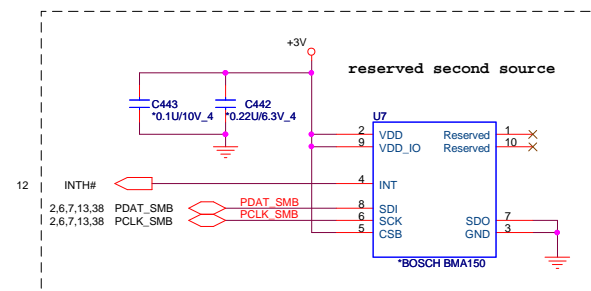 +3V
reserved second source
C443
*0.1U/10V_4
C442
*0.22U/6.3V_4
U7
2 VDD Reserved 1
9 VDD_IO Reserved 10
12 INTH# 4 INT
2,6,7,13,38 PDAT_SMB PDAT_SMB 8 SDI
2,6,7,13,38 PCLK_SMB PCLK_SMB 6 SCK SDO 7
5 CSB GND 3
*BOSCH BMA150